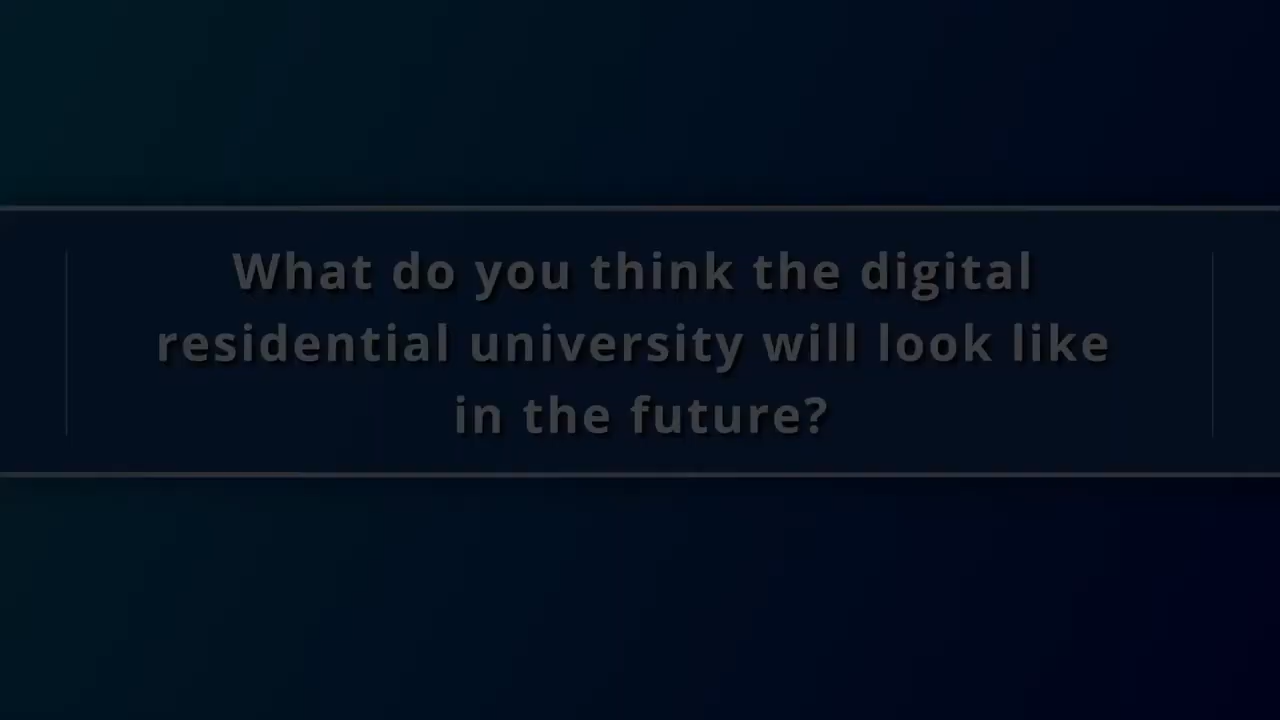 What do you think the digital
residential university will look like
in the future?